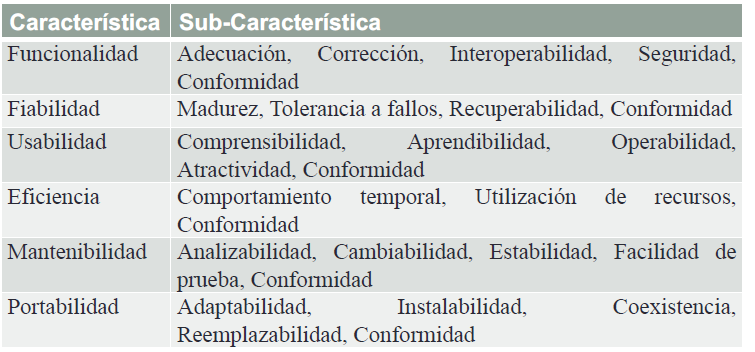 Característica Sub-Característica
Funcionalidad Adecuación, Corrección, Interoperabilidad, Seguridad,
Conformidad
Fiabilidad Madurez, Tolerancia a fallos, Recuperabilidad, Conformidad
Usabilidad Comprensibilidad, Aprendibilidad, Operabilidad,
Atractividad, Conformidad
Eficiencia Comportamiento temporal, Utilización de recursos,
Conformidad
Mantenibilidad Analizabilidad, Cambiabilidad, Estabilidad, Facilidad de
prueba, Conformidad
Portabilidad Adaptabilidad, Instalabilidad, Coexistencia,
Reemplazabilidad, Conformidad